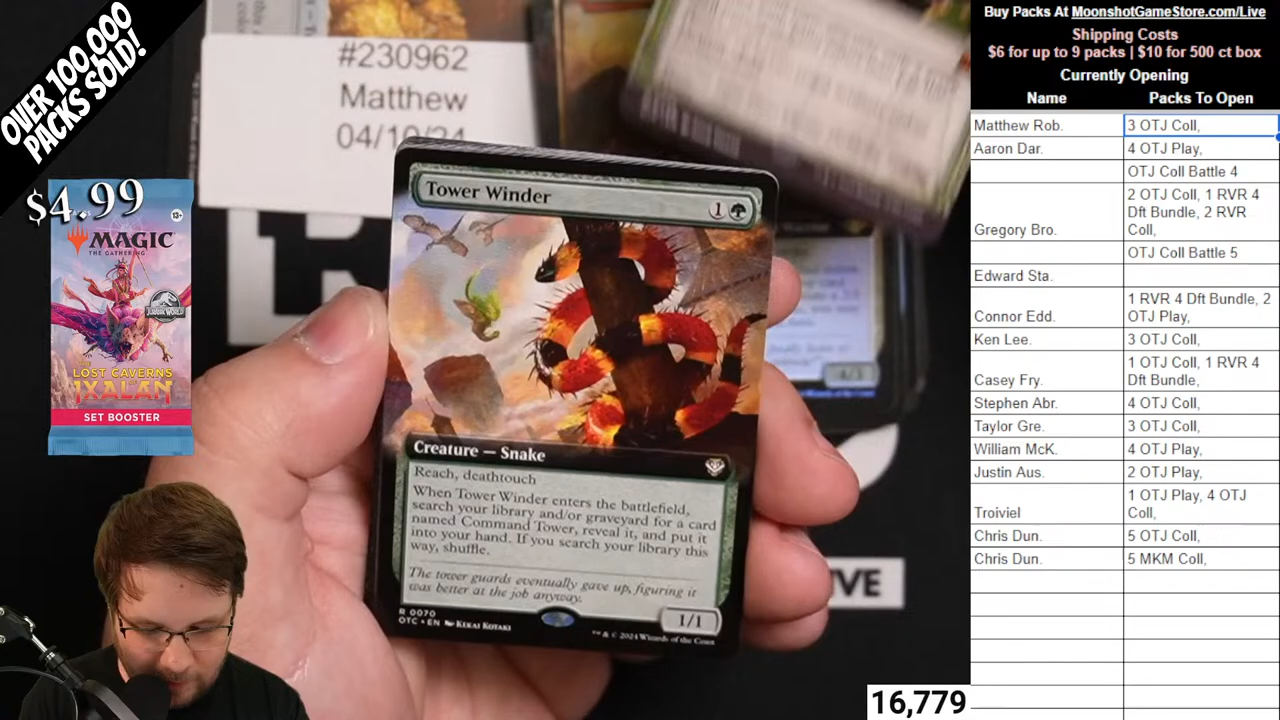 OVER 100,000
PACKS SOLD!
$4.99
13+
MAGIC
THE GATHERING
JURASSIC WORLD
LOST CAVERNS
IXALAN
SET BOOSTER
#230962
Matthew
04/10/24
Tower Winder
1
Creature — Snake
Reach, deathtouch
When Tower Winder enters the battlefield,
search your library and/or graveyard for a card
named Command Tower, reveal it, and put it
into your hand. If you search your library this
way, shuffle.
The tower guards eventually gave up, figuring it
was better at the job anyway.
1/1
R 0070
OTC • EN KEKAI KOTAKI
™ & © 2024 Wizards of the Coast
16,779
Buy Packs At MoonshotGameStore.com/Live
Shipping Costs
$6 for up to 9 packs | $10 for 500 ct box
Currently Opening
Name Packs To Open
Matthew Rob. 3 OTJ Coll,
Aaron Dar. 4 OTJ Play,
OTJ Coll Battle 4
2 OTJ Coll, 1 RVR 4
Dft Bundle, 2 RVR
Gregory Bro. Coll,
OTJ Coll Battle 5
Edward Sta.
1 RVR 4 Dft Bundle, 2
Connor Edd. OTJ Play,
Ken Lee. 3 OTJ Coll,
1 OTJ Coll, 1 RVR 4
Casey Fry. Dft Bundle,
Stephen Abr. 4 OTJ Coll,
Taylor Gre. 3 OTJ Coll,
William McK. 4 OTJ Play,
Justin Aus. 2 OTJ Play,
1 OTJ Play, 4 OTJ
Troiviel Coll,
Chris Dun. 5 OTJ Coll,
Chris Dun. 5 MKM Coll,